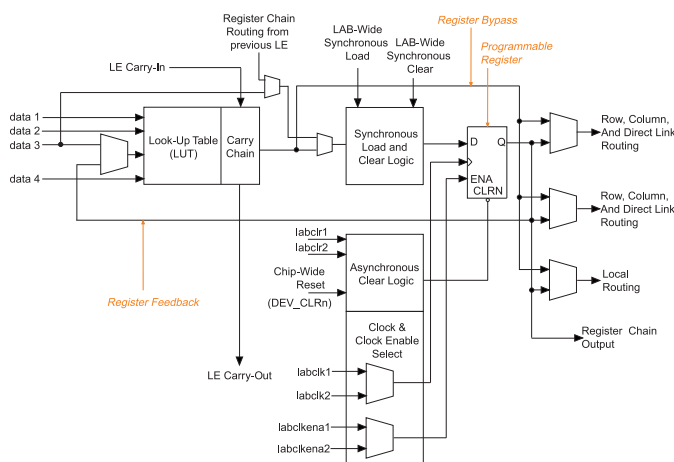 Register Chain
Routing from
previous LE
LAB-Wide
Synchronous
Load
LAB-Wide
Synchronous
Clear
Register Bypass
Programmable
Register
LE Carry-In
data 1
data 2
data 3
data 4
Look-Up Table
(LUT)
Carry
Chain
Synchronous
Load and
Clear Logic
D
Q
ENA
CLRN
Row, Column,
And Direct Link
Routing
Row, Column,
And Direct Link
Routing
Local
Routing
Register Chain
Output
Register Feedback
labclr1
labclr2
Chip-Wide
Reset
(DEV_CLRn)
Asynchronous
Clear Logic
Clock &
Clock Enable
Select
labclk1
labclk2
labclkena1
labclkena2
LE Carry-Out